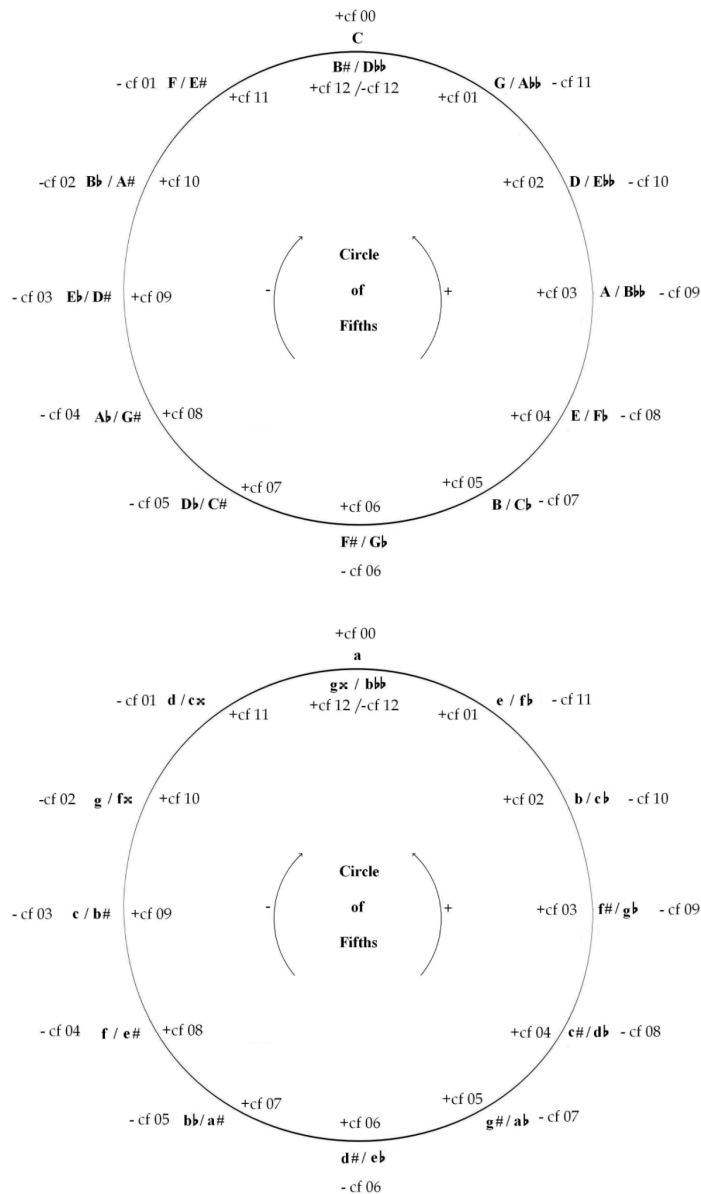 +cf 00
C
B# / D♭♭
+cf 12 /-cf 12
- cf 01 F / E#
+cf 11
+cf 01
G / A♭♭ - cf 11
-cf 02 B♭ / A# +cf 10
+cf 02 D / E♭♭ - cf 10
- cf 03 E♭/ D# +cf 09
+cf 03 A / B♭♭ - cf 09
Circle
of
Fifths
-
+
- cf 04 A♭/ G# +cf 08
+cf 04 E / F♭ - cf 08
- cf 05 D♭/ C# +cf 07
+cf 05
B / C♭ - cf 07
+cf 06
F# / G♭
- cf 06
+cf 00
a
g𝄪 / b♭♭
+cf 12 /-cf 12
- cf 01 d / c𝄪
+cf 11
+cf 01
e / f♭ - cf 11
-cf 02 g / f𝄪 +cf 10
+cf 02 b / c♭ - cf 10
- cf 03 c / b# +cf 09
+cf 03 f#/ g♭ - cf 09
Circle
of
Fifths
-
+
- cf 04 f / e# +cf 08
+cf 04 c#/ d♭ - cf 08
- cf 05 b♭/ a# +cf 07
+cf 05
g#/ a♭ - cf 07
+cf 06
d# / e♭
- cf 06